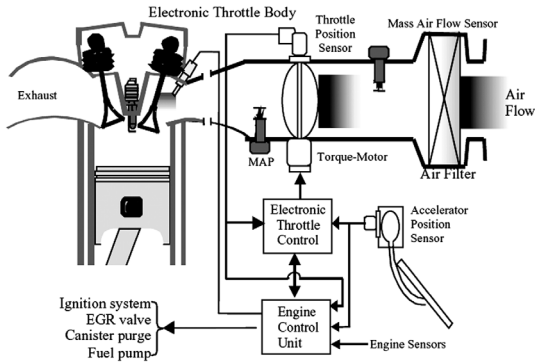 Electronic Throttle Body
Throttle
Position
Sensor
Mass Air Flow Sensor
Exhaust
Air
Flow
MAP
Torque-Motor
Air Filter
Electronic
Throttle
Control
Accelerator
Position
Sensor
Ignition system
EGR valve
Canister purge
Fuel pump
Engine
Control
Unit
Engine Sensors